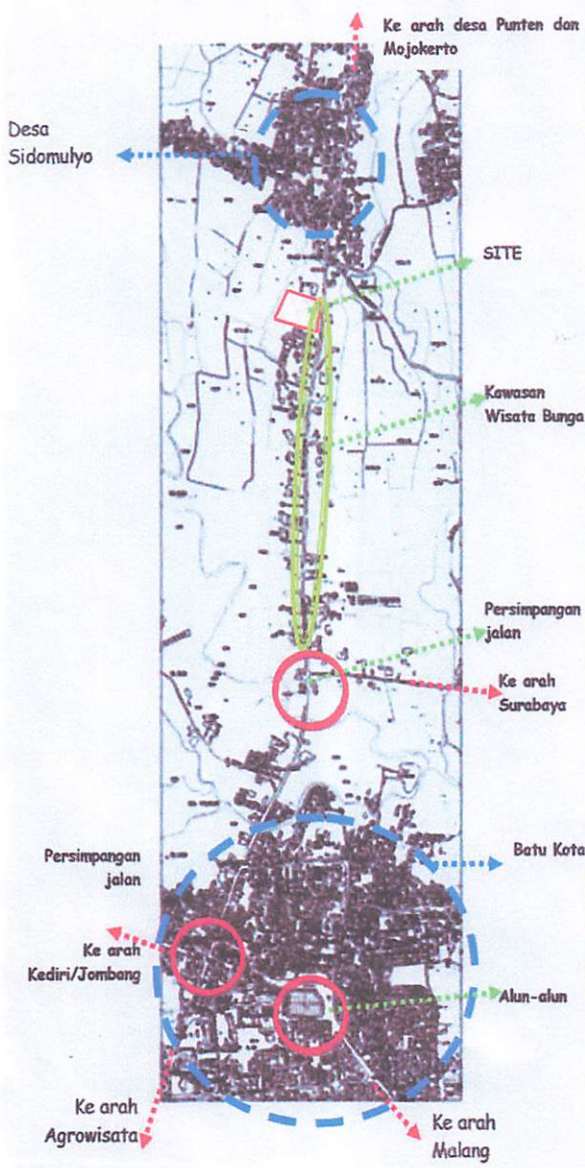 Ke arah desa Punten dan
Mojokerto
Desa
Sidomulyo
SITE
Kawasan
Wisata Bunga
Persimpangan
jalan
Ke arah
Surabaya
Batu Kota
Persimpangan
jalan
Ke arah
Kediri/Jombang
Alun-alun
Ke arah
Agrowisata
Ke arah
Malang